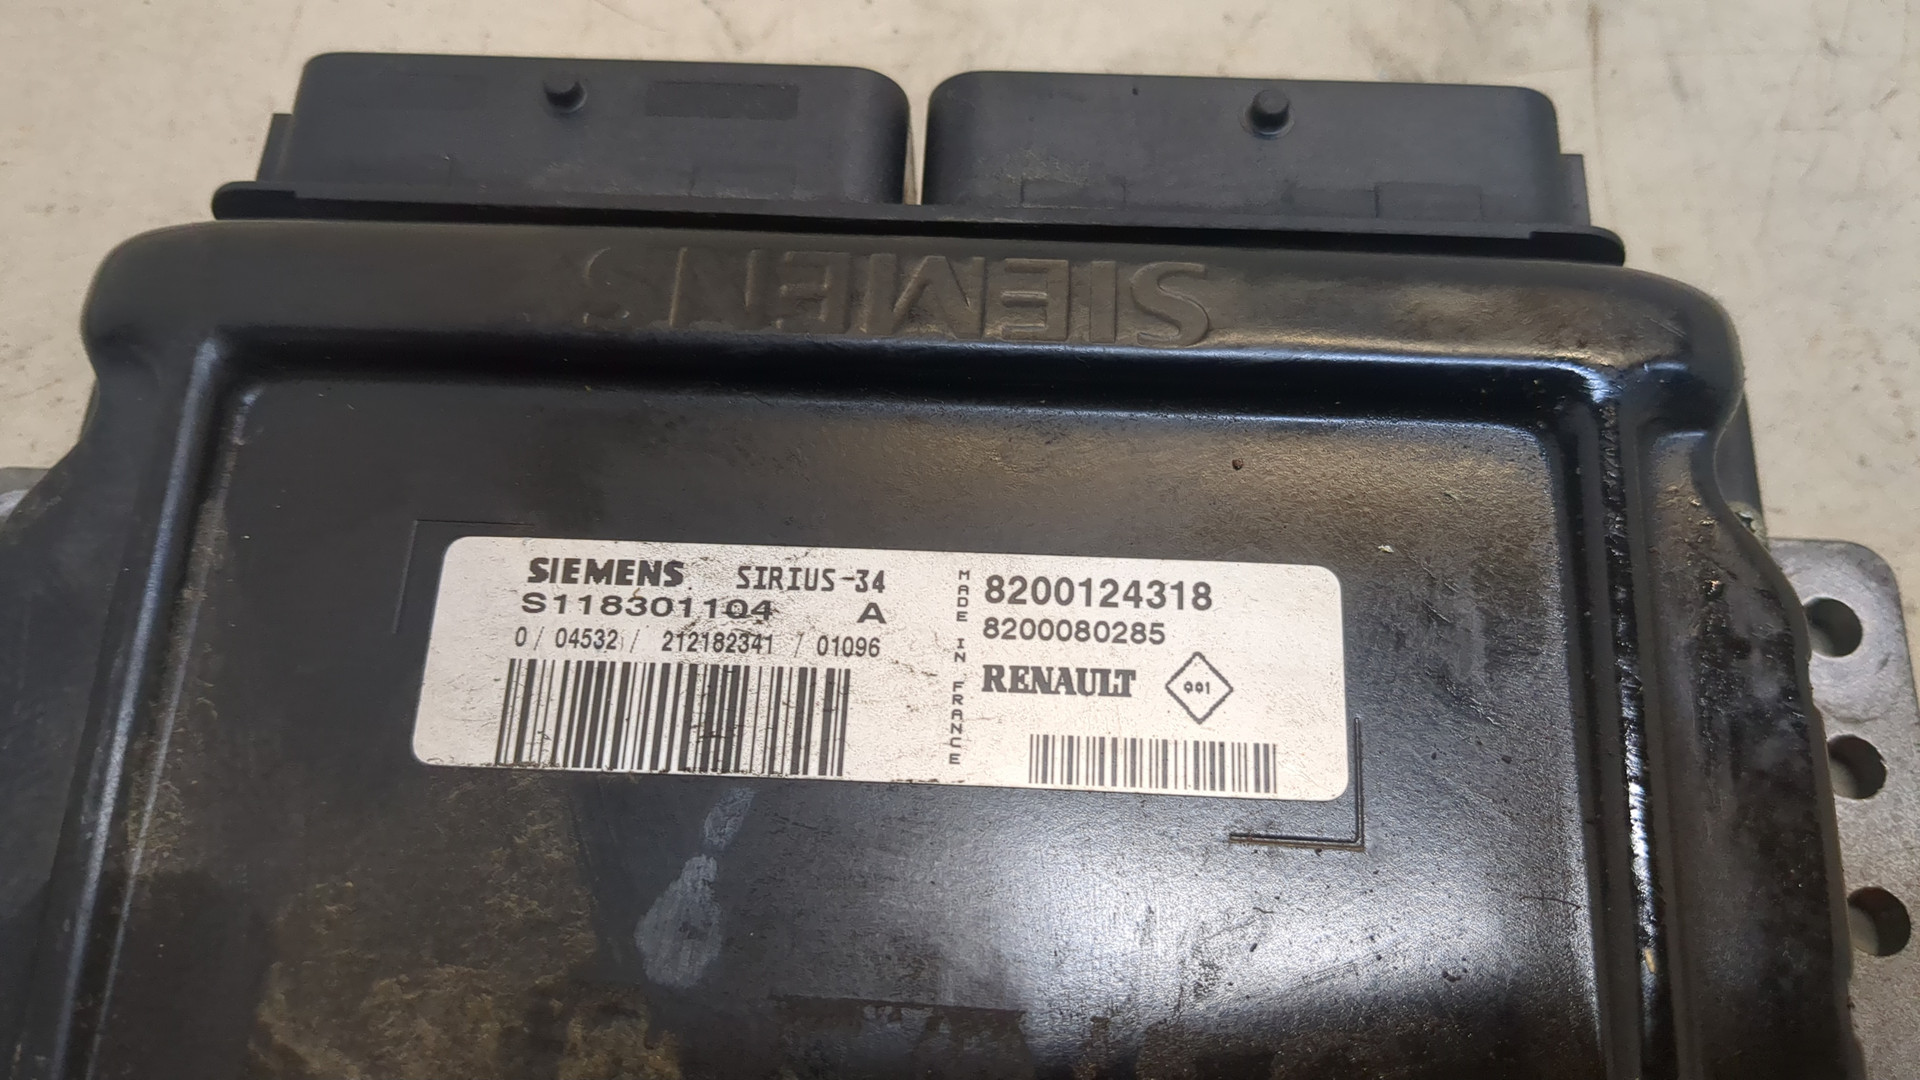 SIEMENS
SIEMENS SIRIUS-34
S118301104 A
0/ 04532 / 212182341 / 01096
MADE IN FRANCE
8200124318
8200080285
RENAULT 001